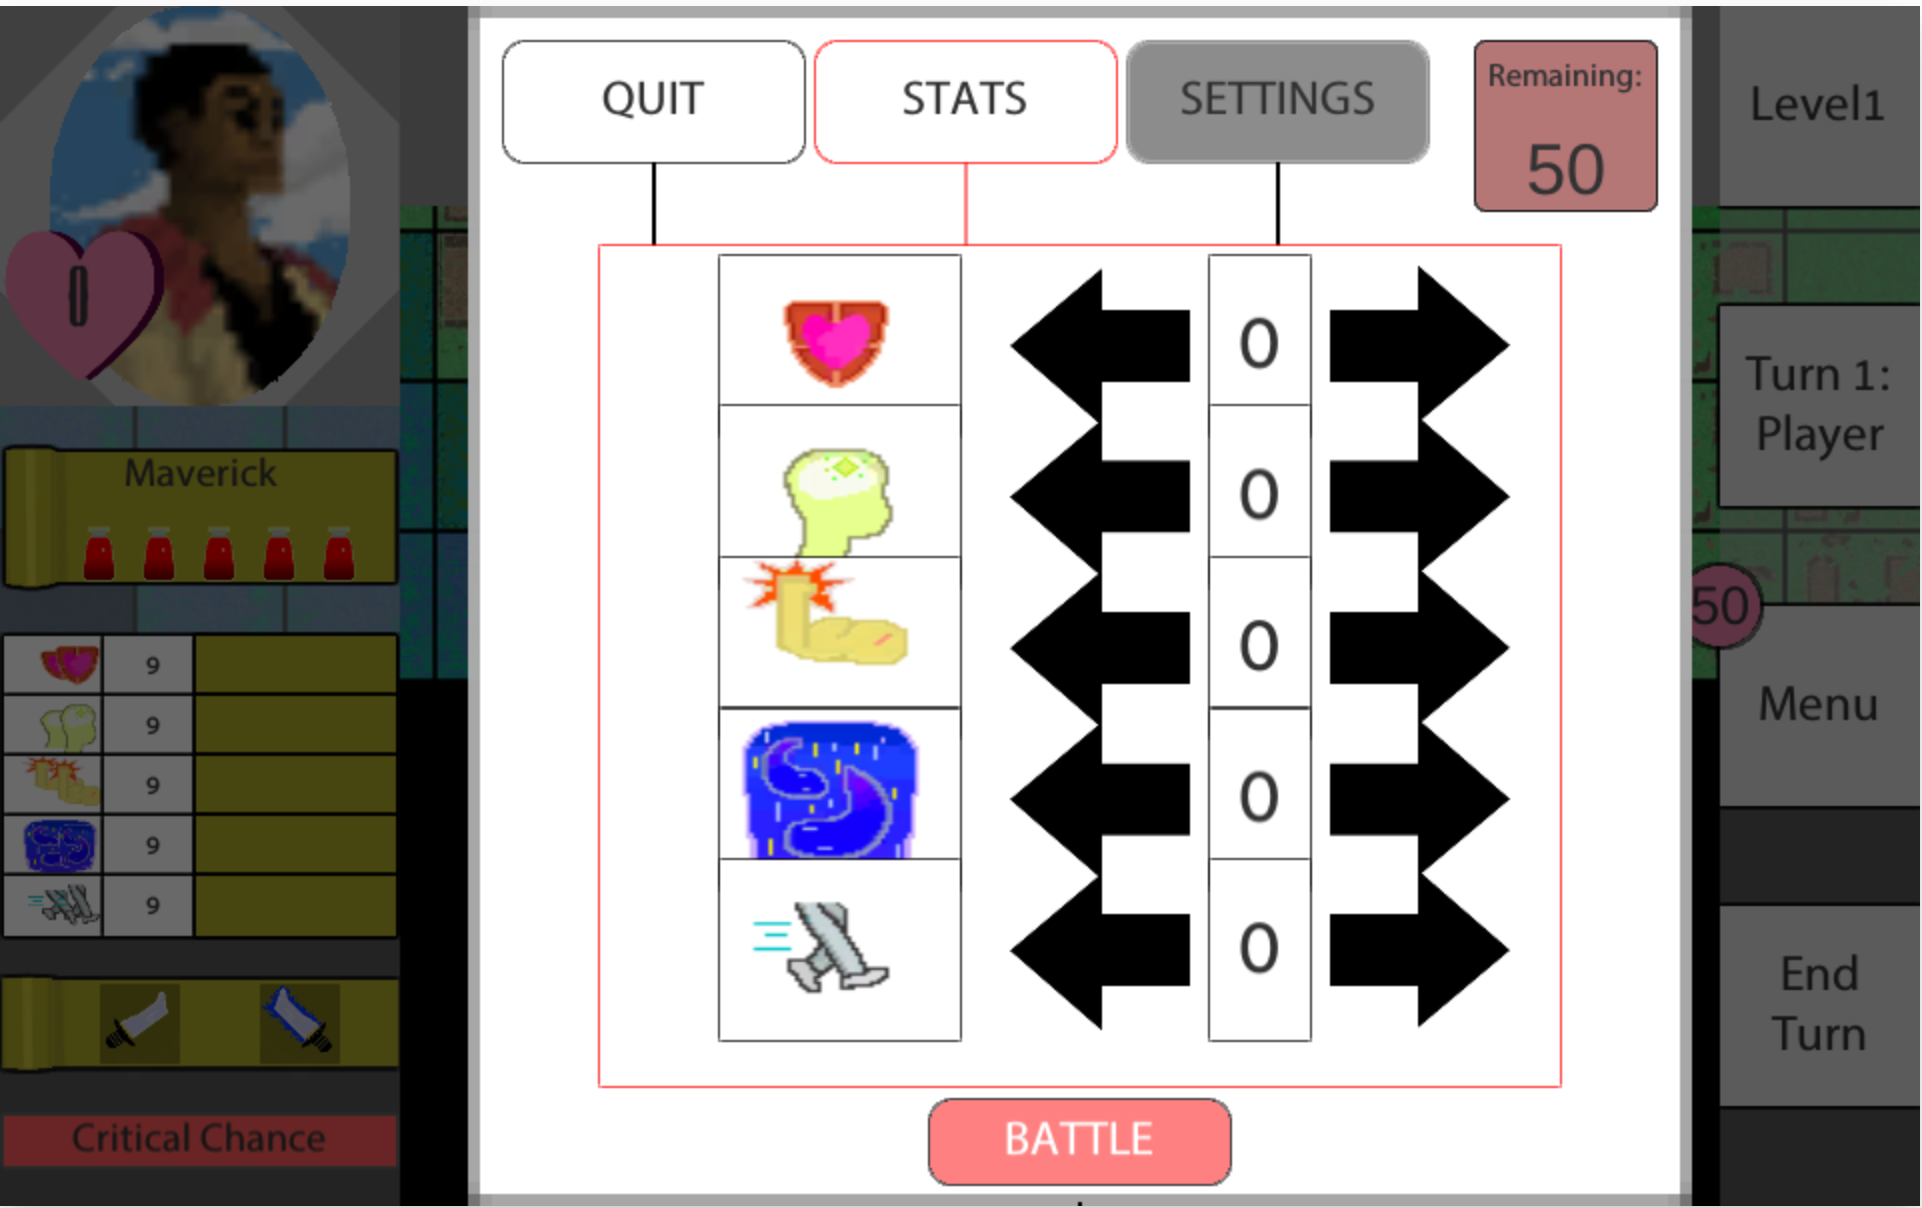 QUIT
STATS
SETTINGS
Remaining:
50
Level1
0
0
Turn 1:
Player
Maverick
0
0
50
9
9
9
9
9
Menu
0
0
End
Turn
Critical Chance
BATTLE